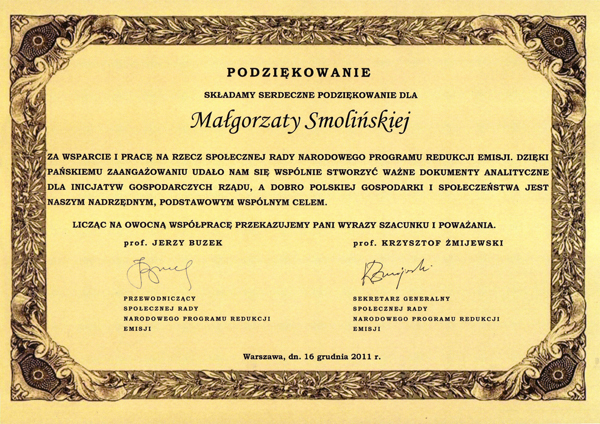 PODZIĘKOWANIE
SKŁADAMY SERDECZNE PODZIĘKOWANIE DLA
Małgorzaty Smolińskiej
ZA WSPARCIE I PRACĘ NA RZECZ SPOŁECZNEJ RADY NARODOWEGO PROGRAMU REDUKCJI EMISJI. DZIĘKI
PAŃSKIEMU ZAANGAŻOWANIU UDAŁO NAM SIĘ WSPÓLNIE STWORZYĆ WAŻNE DOKUMENTY ANALITYCZNE
DLA INICJATYW GOSPODARCZYCH RZĄDU, A DOBRO POLSKIEJ GOSPODARKI I SPOŁECZEŃSTWA JEST
NASZYM NADRZĘDNYM, PODSTAWOWYM WSPÓLNYM CELEM.
LICZĄC NA OWOCNĄ WSPÓŁPRACĘ PRZEKAZUJEMY PANI WYRAZY SZACUNKU I POWAŻANIA.
prof. JERZY BUZEK
PRZEWODNICZĄCY
SPOŁECZNEJ RADY
NARODOWEGO PROGRAMU REDUKCJI
EMISJI
prof. KRZYSZTOF ŻMIJEWSKI
SEKRETARZ GENERALNY
SPOŁECZNEJ RADY
NARODOWEGO PROGRAMU REDUKCJI
EMISJI
Warszawa, dn. 16 grudnia 2011 r.